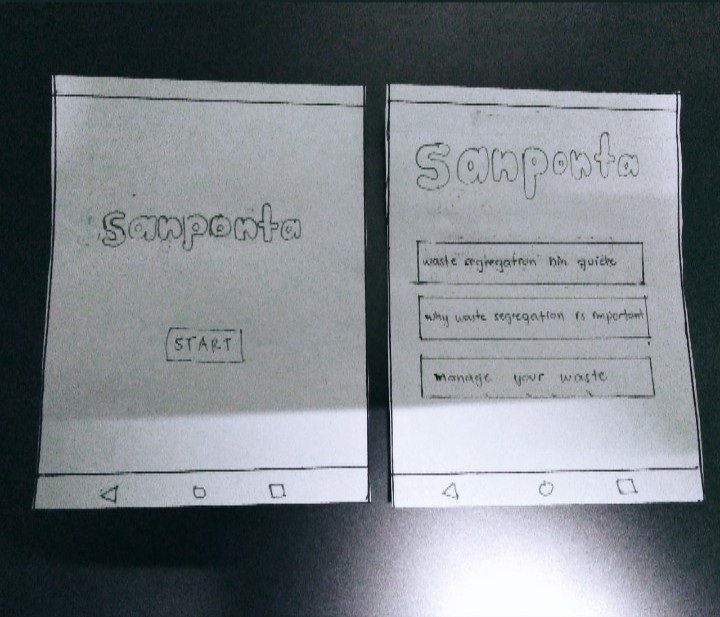 sanponta
START
sanponta
waste segregation bin guide
why waste segregation is important
manage your waste